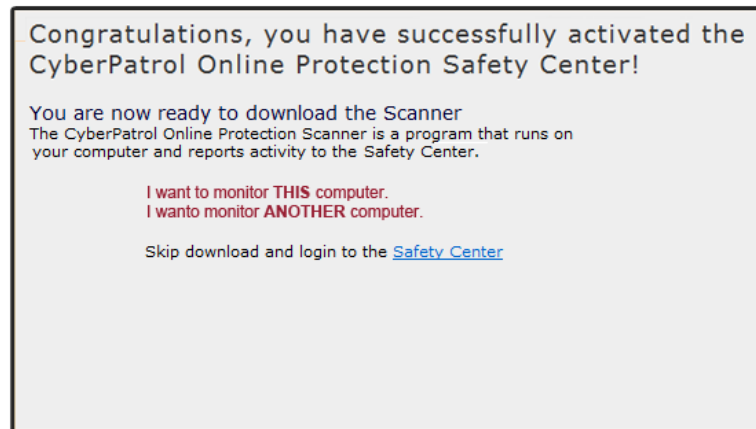 Congratulations, you have successfully activated the
CyberPatrol Online Protection Safety Center!
You are now ready to download the Scanner
The CyberPatrol Online Protection Scanner is a program that runs on
your computer and reports activity to the Safety Center.
I want to monitor THIS computer.
I wanto monitor ANOTHER computer.
Skip download and login to the Safety Center